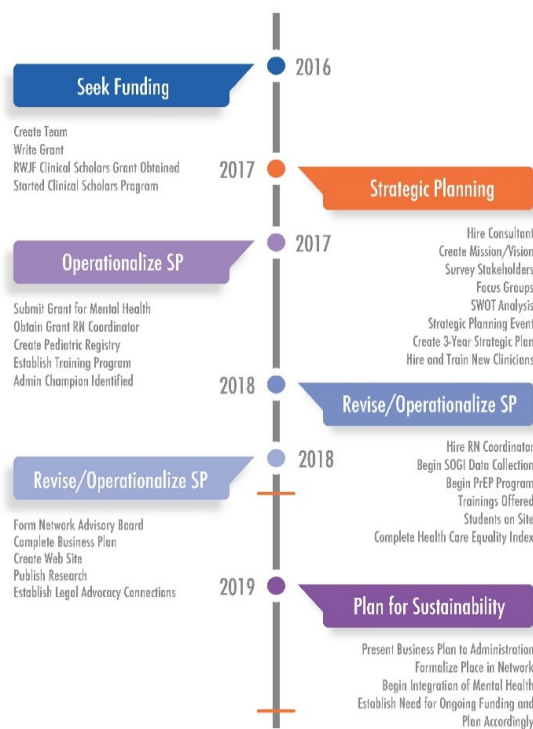 2016
Seek Funding
Create Team
Write Grant
RWJF Clinical Scholars Grant Obtained
Started Clinical Scholars Program
2017
Strategic Planning
Hire Consultant
Create Mission/Vision
Survey Stakeholders
Focus Groups
SWOT Analysis
Strategic Planning Event
Create 3-Year Strategic Plan
Hire and Train New Clinicians
2017
Operationalize SP
Submit Grant for Mental Health
Obtain Grant RN Coordinator
Create Pediatric Registry
Establish Training Program
Admin Champion Identified
2018
Revise/Operationalize SP
Hire RN Coordinator
Begin SOGI Data Collection
Begin PrEP Program
Trainings Offered
Students on Site
Complete Health Care Equality Index
2018
Revise/Operationalize SP
Form Network Advisory Board
Complete Business Plan
Create Web Site
Publish Research
Establish Legal Advocacy Connections
2019
Plan for Sustainability
Present Business Plan to Administration
Formalize Place in Network
Begin Integration of Mental Health
Establish Need for Ongoing Funding and
Plan Accordingly